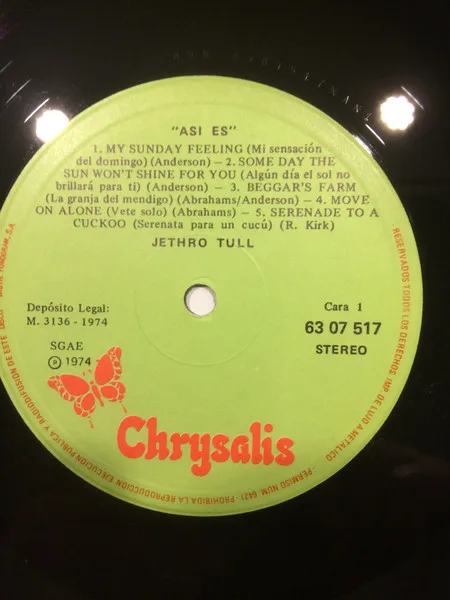 "ASI ES"
1. MY SUNDAY FEELING (Mi sensación
del domingo) (Anderson) – 2. SOME DAY THE
SUN WON'T SHINE FOR YOU (Algún día el sol no
brillará para ti) (Anderson) – 3. BEGGAR'S FARM
(La granja del mendigo) (Abrahams/Anderson) – 4. MOVE
ON ALONE (Vete solo) (Abrahams) – 5. SERENADE TO A
CUCKOO (Serenata para un cucú) (R. Kirk)
JETHRO TULL
Depósito Legal:
M. 3136 - 1974
SGAE
Ⓟ 1974
Cara 1
63 07 517
STEREO
Chrysalis
RESERVADOS TODOS LOS DERECHOS IMP DE LUJO A METALICO
PERMISO NUM 642 - PROHIBIDA LA REPRODUCCION EJECUCION PUBLICA Y RADIODIFUSION DE ESTE DISCO
FONOGRAM, S.A.